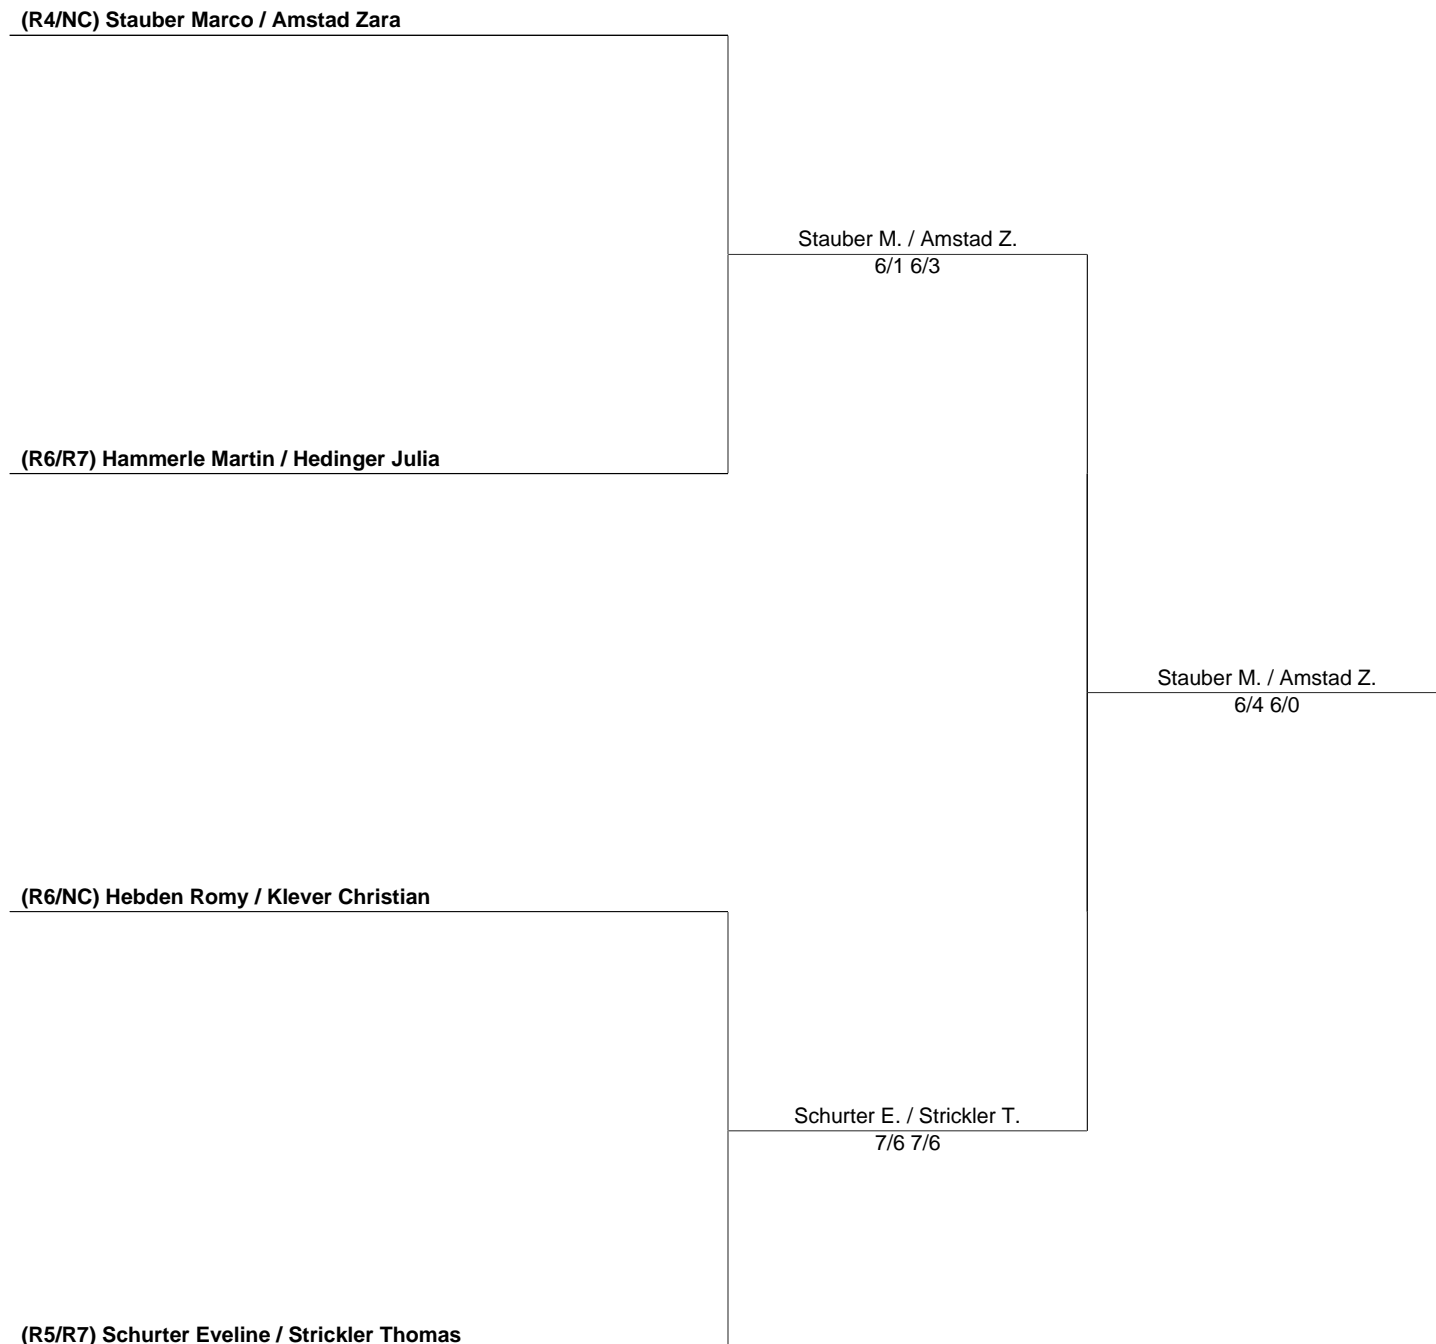 (R4/NC) Stauber Marco / Amstad Zara
Stauber M. / Amstad Z.
6/1 6/3
(R6/R7) Hammerle Martin / Hedinger Julia
Stauber M. / Amstad Z.
6/4 6/0
(R6/NC) Hebden Romy / Klever Christian
Schurter E. / Strickler T.
7/6 7/6
(R5/R7) Schurter Eveline / Strickler Thomas